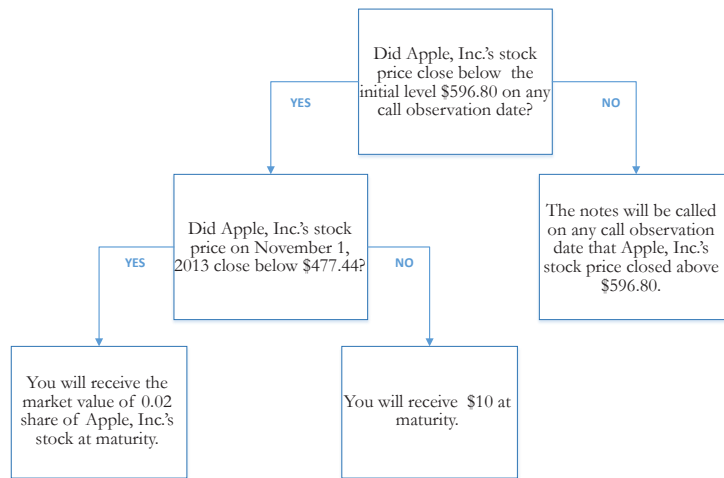 Did Apple, Inc.'s stock
price close below the
initial level $596.80 on any
call observation date?
YES
NO
Did Apple, Inc.'s stock
price on November 1,
2013 close below $477.44?
The notes will be called
on any call observation
date that Apple, Inc.'s
stock price closed above
$596.80.
YES
NO
You will receive the
market value of 0.02
share of Apple, Inc.'s
stock at maturity.
You will receive $10 at
maturity.